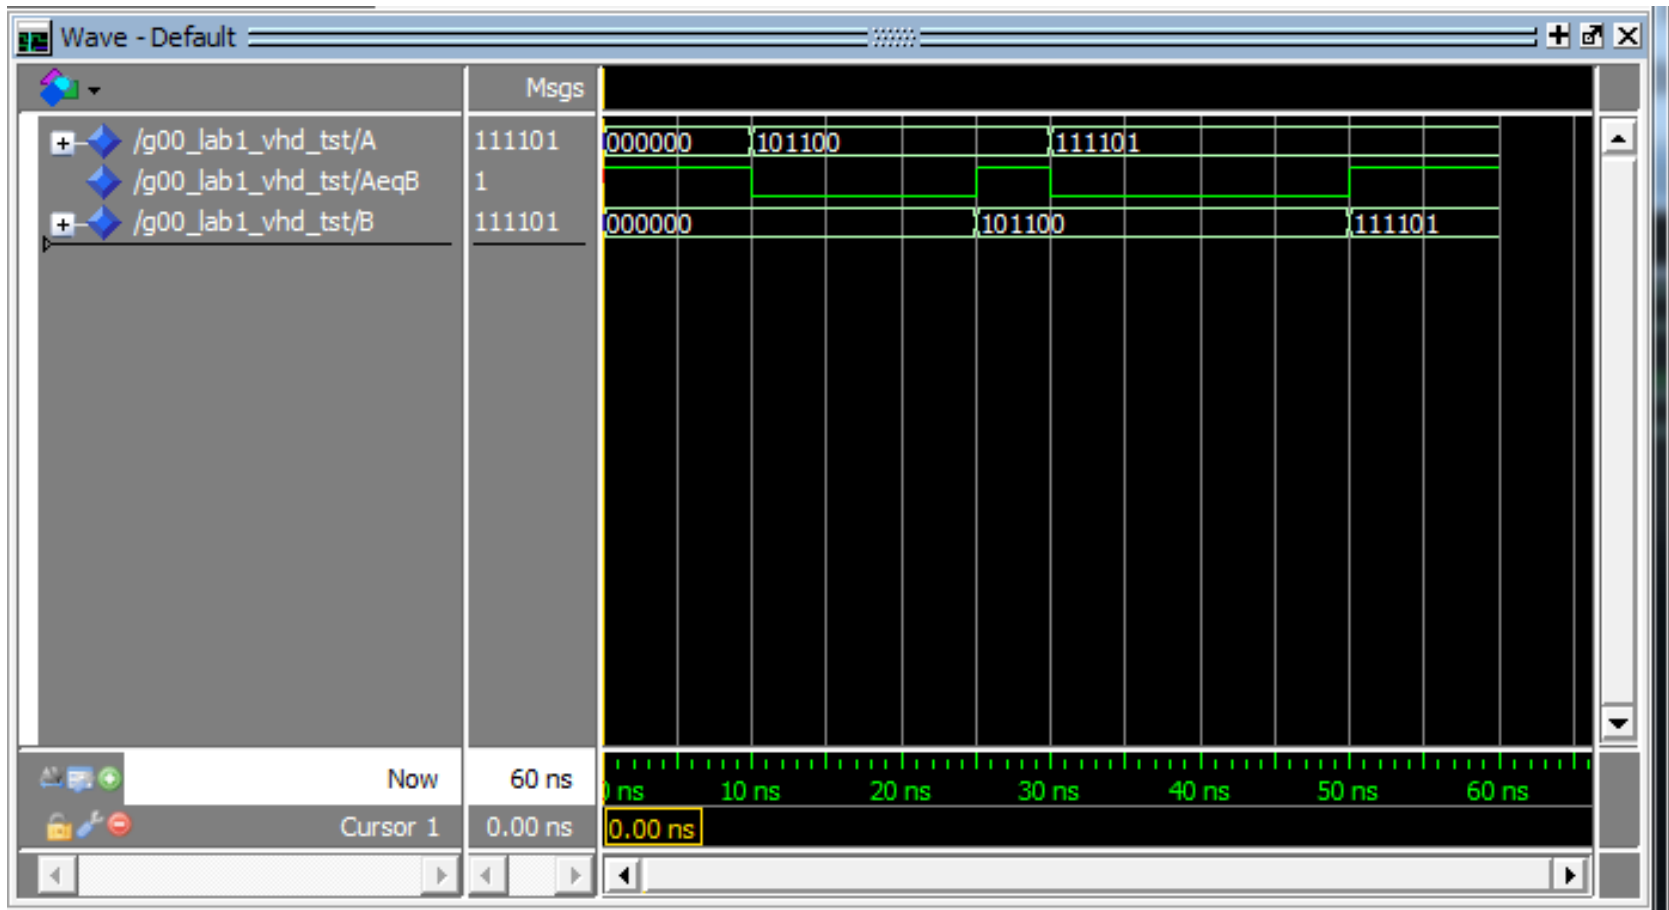 Wave - Default
Msgs
/g00_lab1_vhd_tst/A 111101 000000 101100 111101
/g00_lab1_vhd_tst/AeqB 1
/g00_lab1_vhd_tst/B 111101 000000 101100 111101
Now 60 ns ns 10 ns 20 ns 30 ns 40 ns 50 ns 60 ns
Cursor 1 0.00 ns 0.00 ns